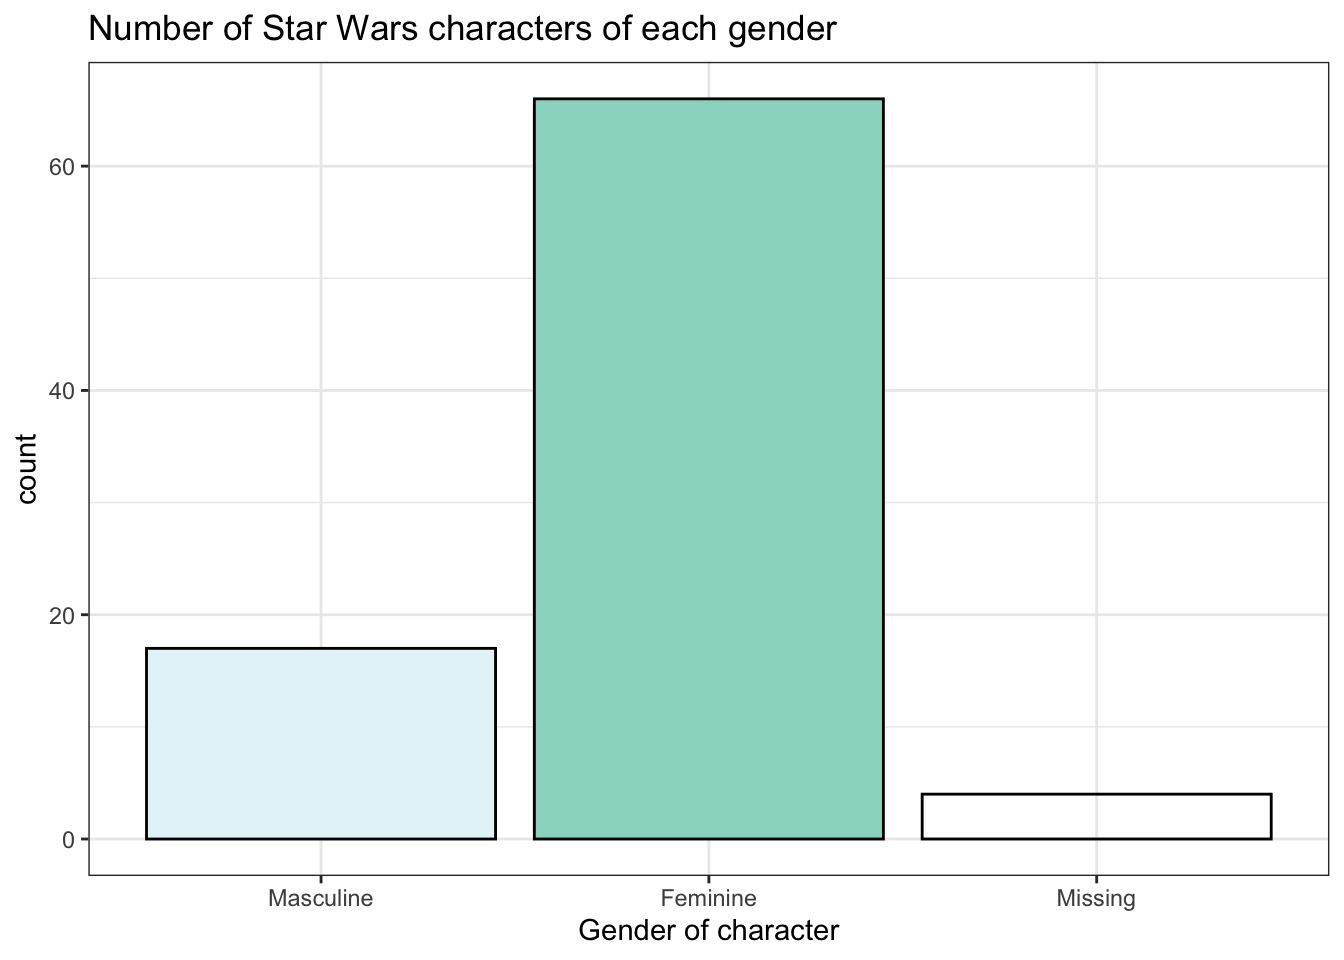 Number of Star Wars characters of each gender
60
40
20
0
count
Masculine
Feminine
Missing
Gender of character